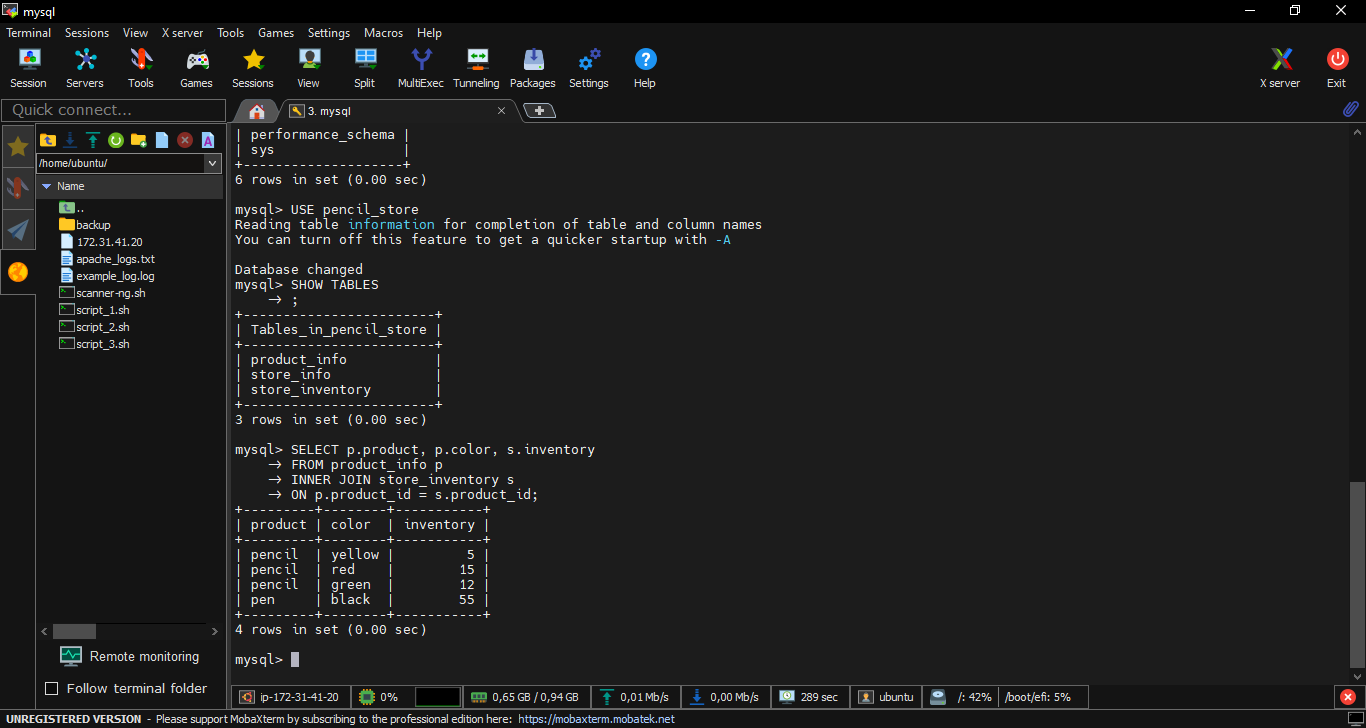 mysql
Terminal Sessions View X server Tools Games Settings Macros Help
Session Servers Tools Games Sessions View Split MultiExec Tunneling Packages Settings Help X server Exit
Quick connect...
3. mysql
/home/ubuntu/
Name
..
backup
172.31.41.20
apache_logs.txt
example_log.log
scanner-ng.sh
script_1.sh
script_2.sh
script_3.sh
Remote monitoring
Follow terminal folder
| performance_schema |
| sys |
+--------------------+
6 rows in set (0.00 sec)
mysql> USE pencil_store
Reading table information for completion of table and column names
You can turn off this feature to get a quicker startup with -A
Database changed
mysql> SHOW TABLES
-> ;
+------------------------+
| Tables_in_pencil_store |
+------------------------+
| product_info |
| store_info |
| store_inventory |
+------------------------+
3 rows in set (0.00 sec)
mysql> SELECT p.product, p.color, s.inventory
-> FROM product_info p
-> INNER JOIN store_inventory s
-> ON p.product_id = s.product_id;
+---------+--------+-----------+
| product | color | inventory |
+---------+--------+-----------+
| pencil | yellow | 5 |
| pencil | red | 15 |
| pencil | green | 12 |
| pen | black | 55 |
+---------+--------+-----------+
4 rows in set (0.00 sec)
mysql>
ip-172-31-41-20 0% 0,65 GB / 0,94 GB 0,01 Mb/s 0,00 Mb/s 289 sec ubuntu /: 42% /boot/efi: 5%
UNREGISTERED VERSION - Please support MobaXterm by subscribing to the professional edition here: https://mobaxterm.mobatek.net